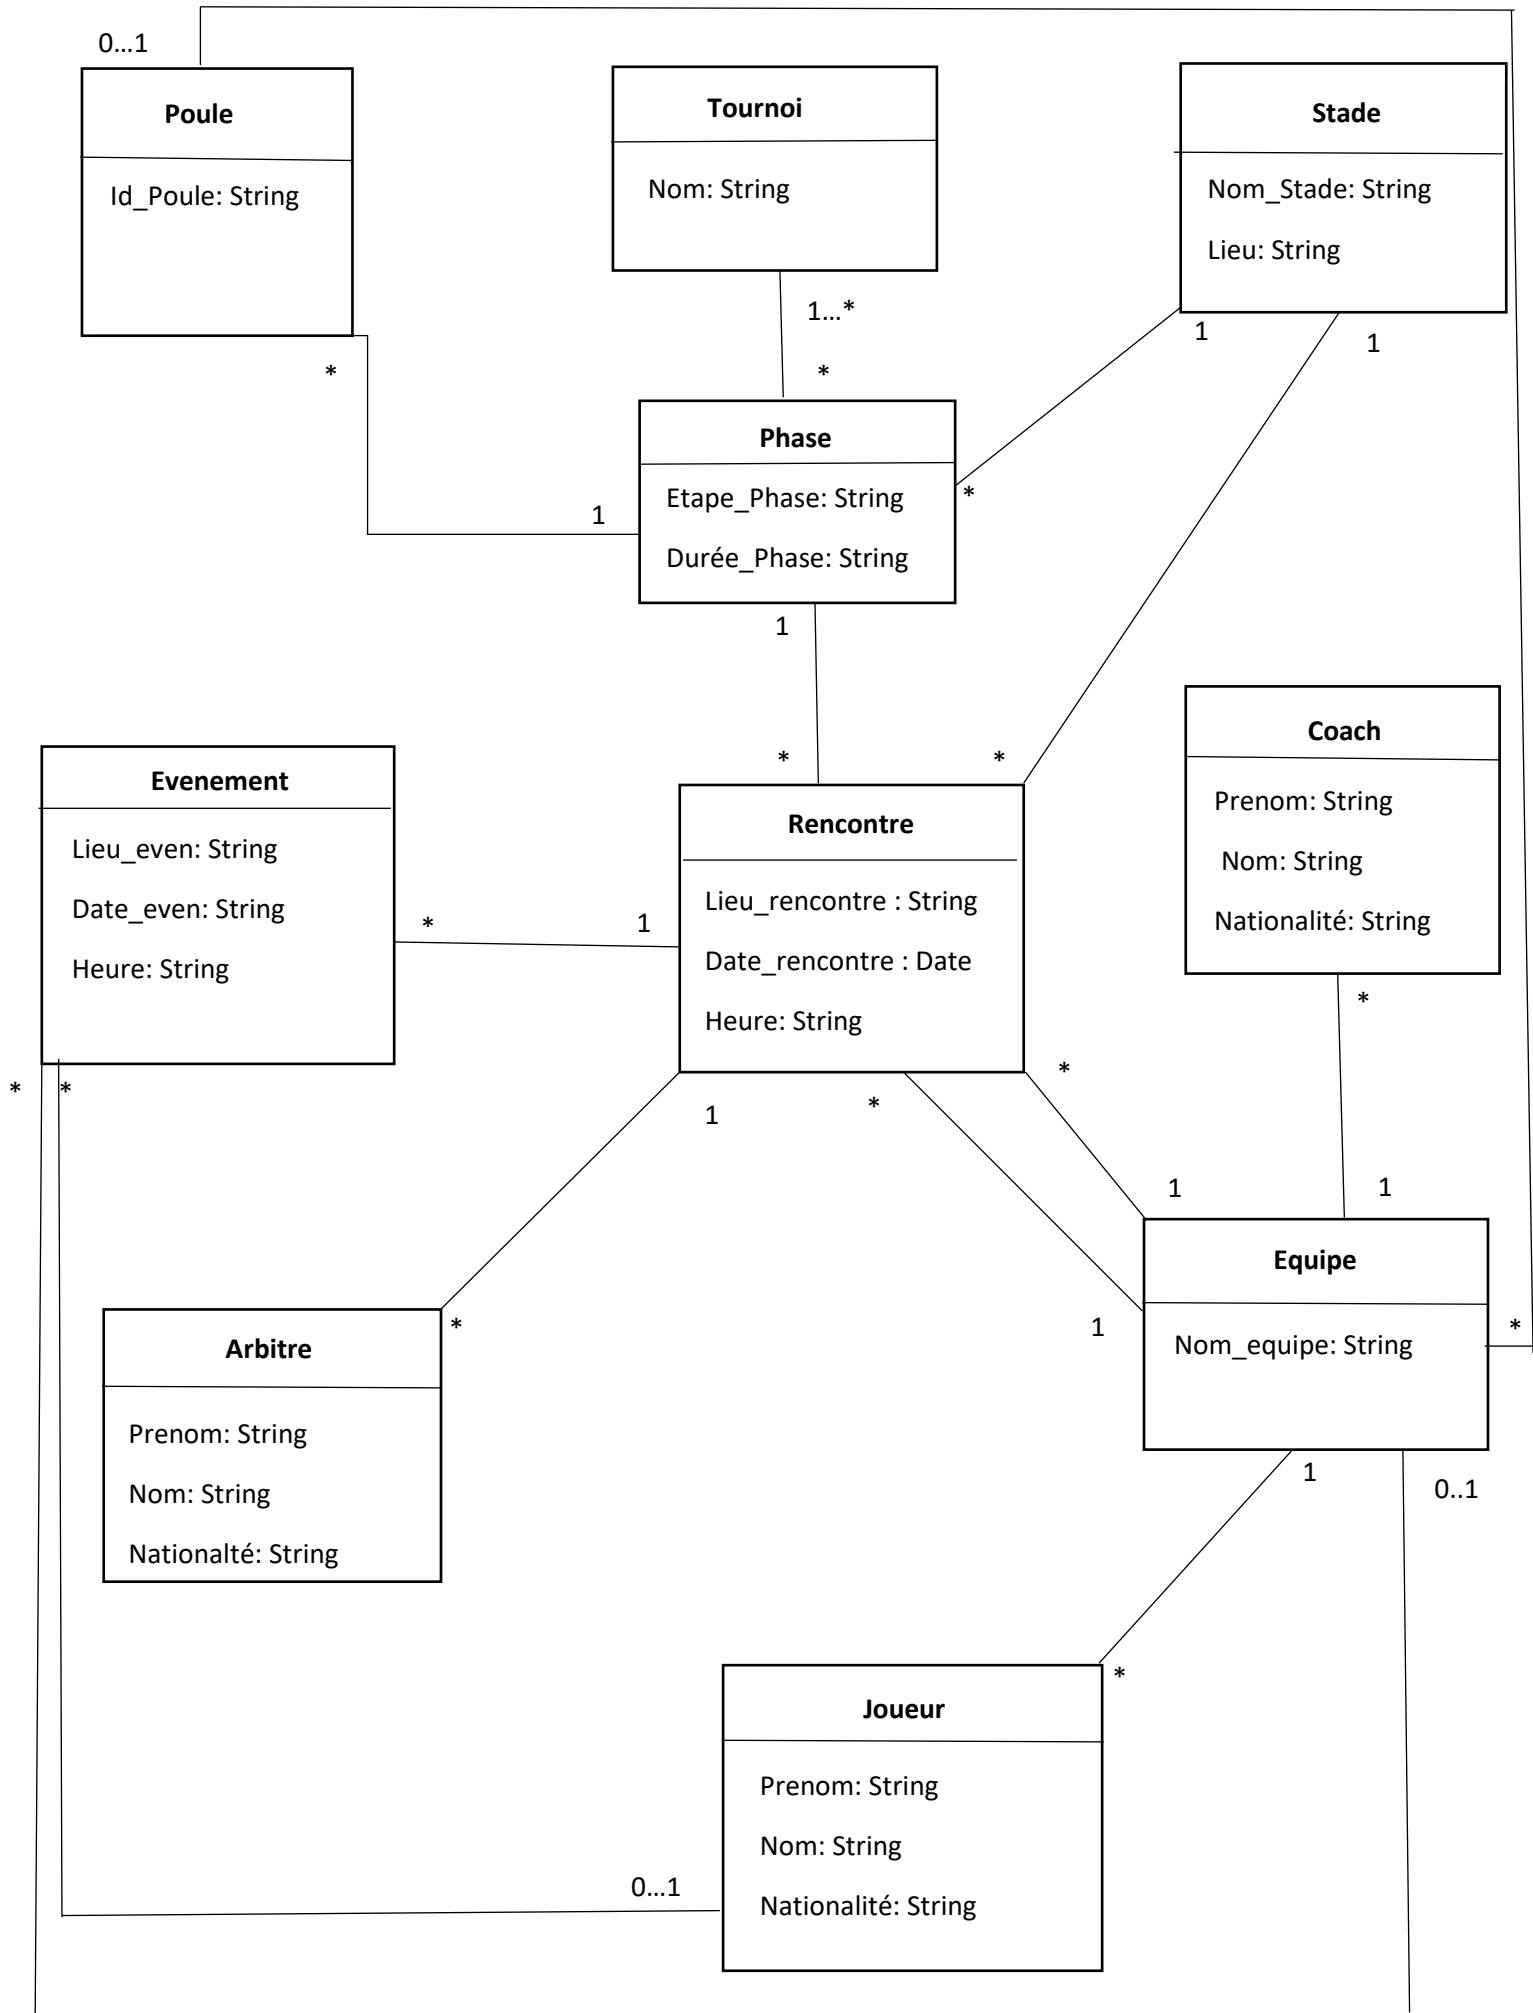 0...1
Poule
Id_Poule: String
Tournoi
Nom: String
Stade
Nom_Stade: String
Lieu: String
1...*
*
1
1
*
Phase
Etape_Phase: String
Durée_Phase: String
*
1
1
*
*
Coach
Prenom: String
Nom: String
Nationalité: String
Evenement
Lieu_even: String
Date_even: String
Heure: String
Rencontre
Lieu_rencontre : String
Date_rencontre : Date
Heure: String
*
1
*
*
*
1
*
*
1
1
Equipe
Nom_equipe: String
*
1
*
Arbitre
Prenom: String
Nom: String
Nationalté: String
1
0..1
*
Joueur
Prenom: String
Nom: String
Nationalité: String
0...1